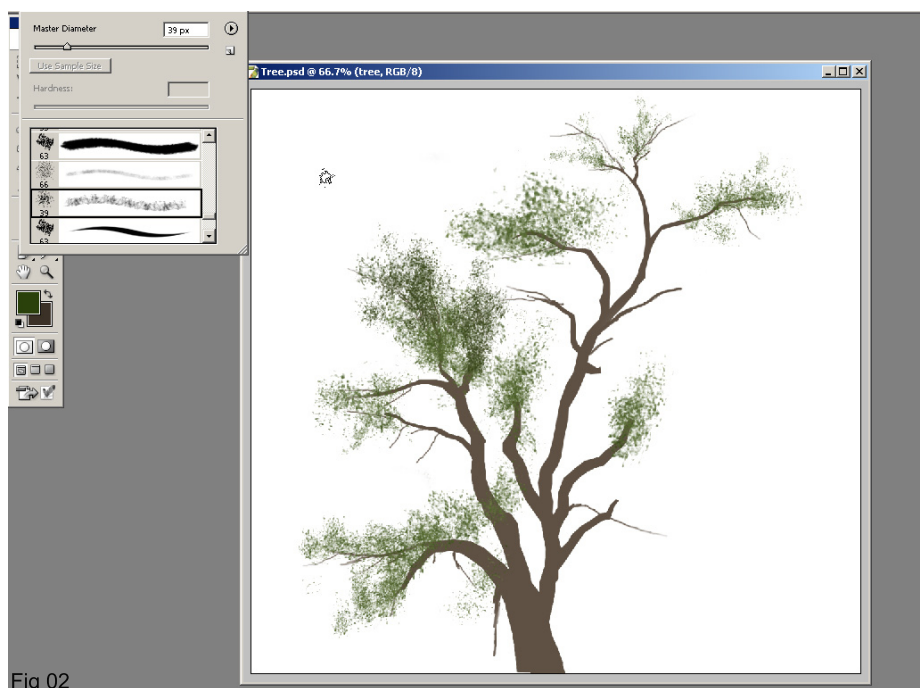 Master Diameter
39 px
Use Sample Size
Hardness:
63
66
39
63
Tree.psd @ 66.7% (tree, RGB/8)
Fig 02